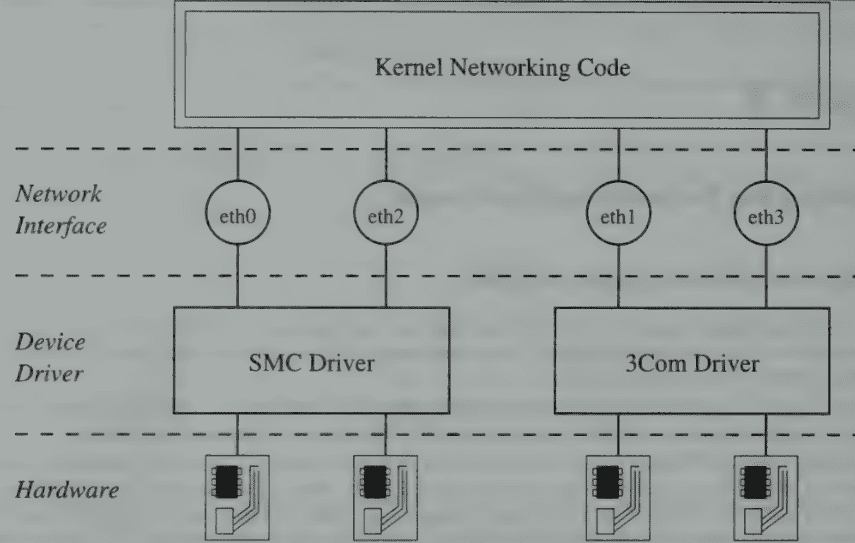 Kernel Networking Code
Network
Interface
eth0
eth2
eth1
eth3
Device
Driver
SMC Driver
3Com Driver
Hardware